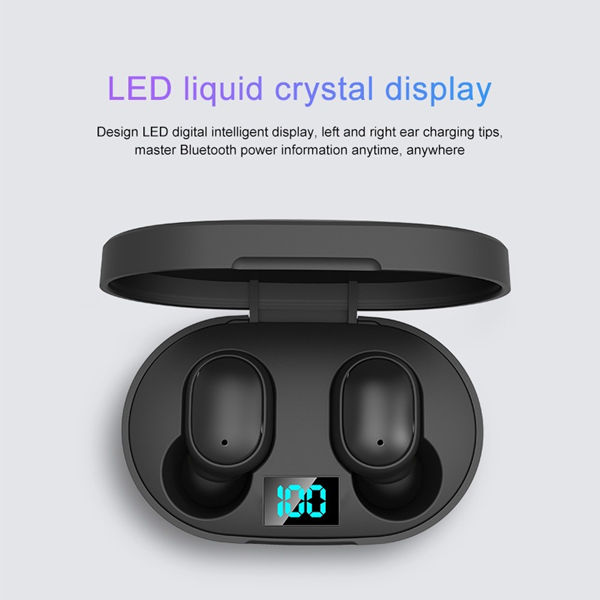 LED liquid crystal display
Design LED digital intelligent display, left and right ear charging tips,
master Bluetooth power information anytime, anywhere
100